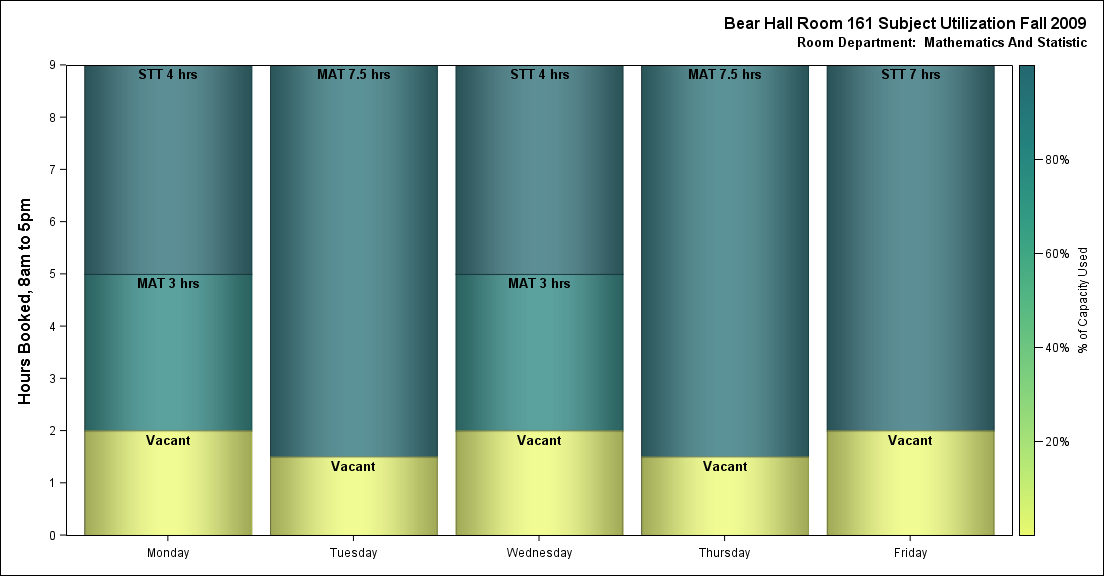 Bear Hall Room 161 Subject Utilization Fall 2009
Room Department:  Mathematics And Statistic
Hours Booked, 8am to 5pm
9
8
7
6
5
4
3
2
1
0
STT 4 hrs
MAT 3 hrs
Vacant
MAT 7.5 hrs
Vacant
STT 4 hrs
MAT 3 hrs
Vacant
MAT 7.5 hrs
Vacant
STT 7 hrs
Vacant
Monday
Tuesday
Wednesday
Thursday
Friday
80%
60%
40%
20%
% of Capacity Used